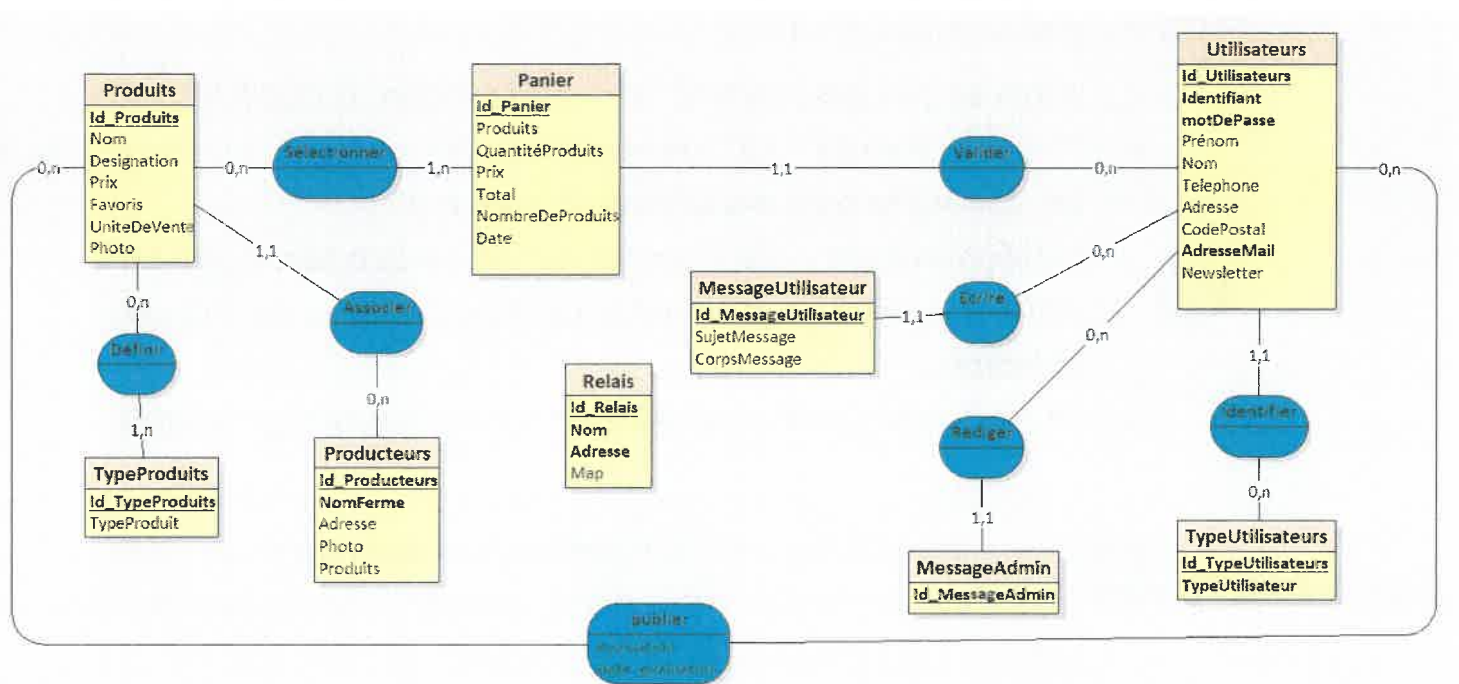 Produits
Id_Produits
Nom
Designation
Prix
Favoris
UniteDeVente
Photo
0,n
0,n
Sélectionner
1,n
Panier
Id_Panier
Produits
QuantitéProduits
Prix
Total
NombreDeProduits
Date
1,1
Valider
0,n
Utilisateurs
Id_Utilisateurs
Identifiant
motDePasse
Prénom
Nom
Telephone
Adresse
CodePostal
AdresseMail
Newsletter
0,n
1,1
Associer
0,n
0,n
Définir
1,n
TypeProduits
Id_TypeProduits
TypeProduit
Producteurs
Id_Producteurs
NomFerme
Adresse
Photo
Produits
Relais
Id_Relais
Nom
Adresse
Map
MessageUtilisateur
Id_MessageUtilisateur
SujetMessage
CorpsMessage
1,1
Ecrire
0,n
0,n
Rédiger
1,1
MessageAdmin
Id_MessageAdmin
1,1
Identifier
0,n
TypeUtilisateurs
Id_TypeUtilisateurs
TypeUtilisateur
publier